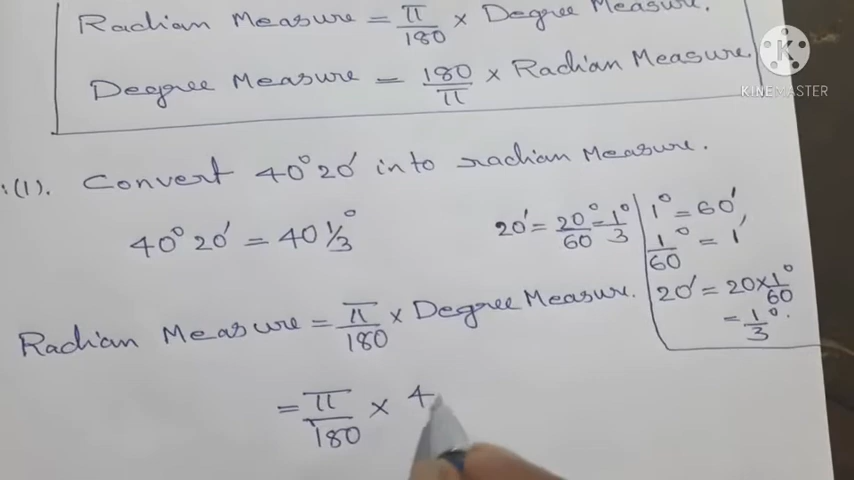 Radian Measure = π/180 × Degree Measure.
Degree Measure = 180/π × Radian Measure.
K
KINEMASTER
:(1). Convert 40° 20′ into radian Measure.
40° 20′ = 40 1/3°
20′ = 20°/60 = 1°/3
1° = 60′,
1°/60 = 1′
20′ = 20 × 1°/60
= 1°/3.
Radian Measure = π/180 × Degree Measure.
= π/180 × 4